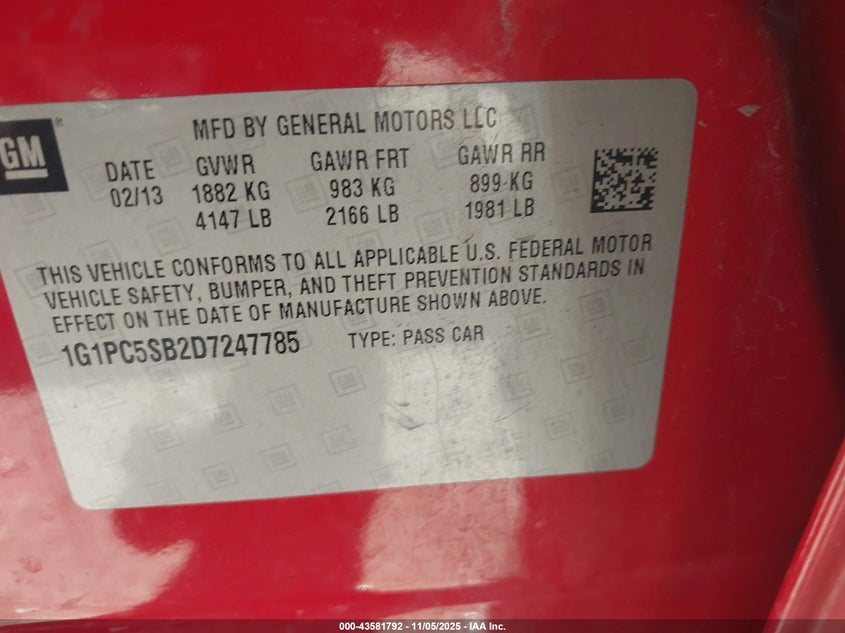 GM
®
MFD BY GENERAL MOTORS LLC
DATE GVWR GAWR FRT GAWR RR
02/13 1882 KG 983 KG 899 KG
4147 LB 2166 LB 1981 LB
THIS VEHICLE CONFORMS TO ALL APPLICABLE U.S. FEDERAL MOTOR
VEHICLE SAFETY, BUMPER, AND THEFT PREVENTION STANDARDS IN
EFFECT ON THE DATE OF MANUFACTURE SHOWN ABOVE.
1G1PC5SB2D7247785 TYPE: PASS CAR
000-43581792 - 11/05/2025 - IAA Inc.